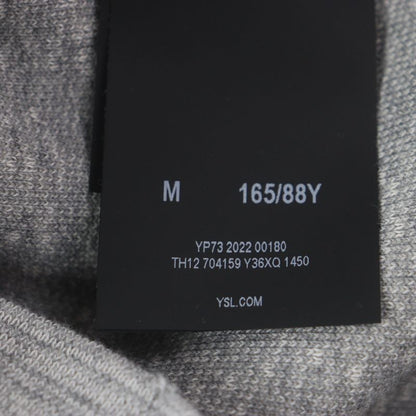 M 165/88Y
YP73 2022 00180
TH12 704159 Y36XQ 1450
YSL.COM